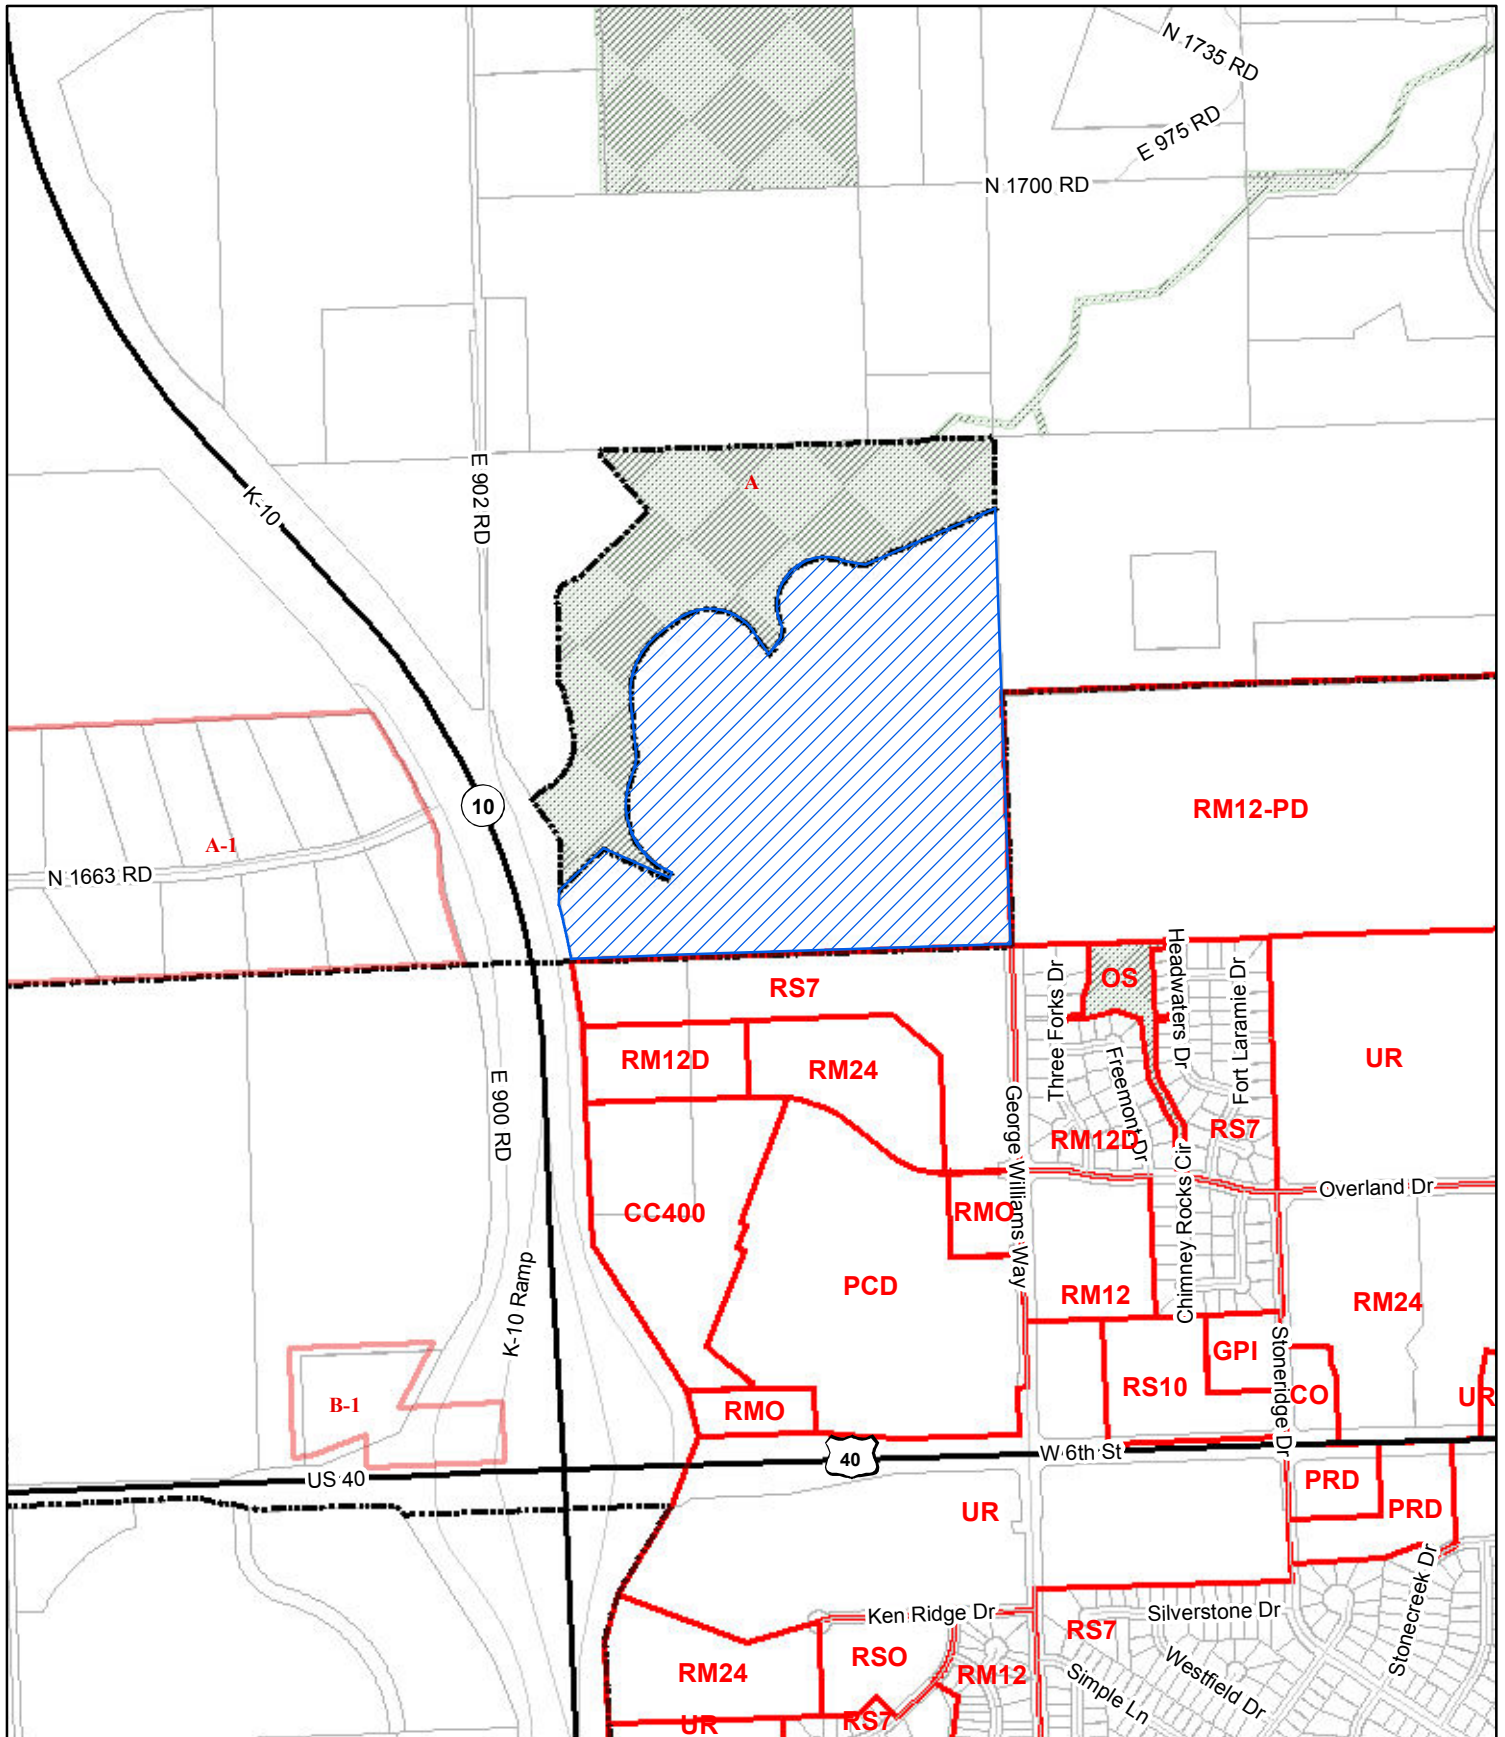 N 1735 RD
E 975 RD
N 1700 RD
E 902 RD
K-10
A
10
A-1
N 1663 RD
RM12-PD
RS7
OS
Three Forks Dr
Headwaters Dr
Fort Laramie Dr
UR
RM12D
RM24
E 900 RD
George Williams Way
Freemont Dr
RM12D
RS7
Chimney Rocks Cir
Overland Dr
CC400
RMO
K-10 Ramp
PCD
RM12
RM24
GPI
Stoneridge Dr
RS10
CO
UR
B-1
RMO
40
W 6th St
US 40
UR
PRD
PRD
Stonecreek Dr
Ken Ridge Dr
Silverstone Dr
RS7
RSO
RM24
RM12
Simple Ln
Westfield Dr
UR
RS7